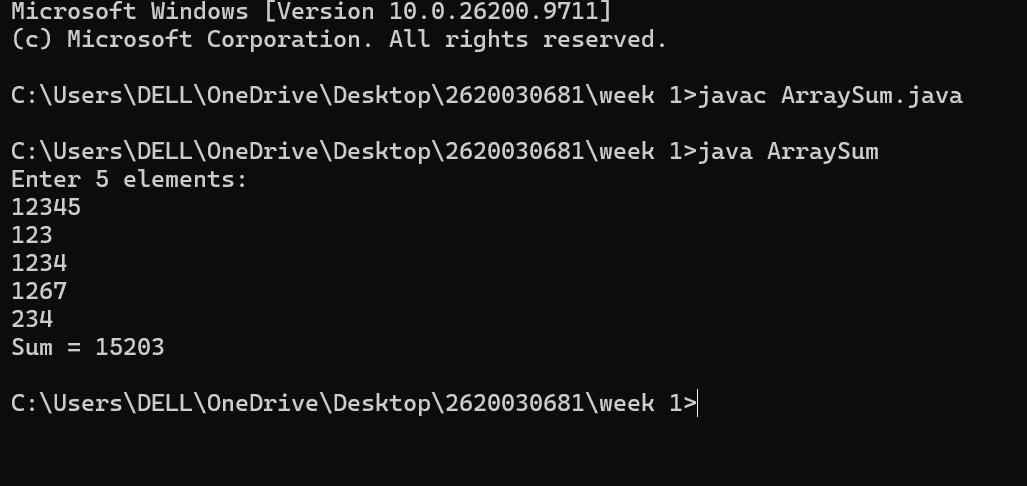 Microsoft Windows [Version 10.0.26200.9711]
(c) Microsoft Corporation. All rights reserved.
C:\Users\DELL\OneDrive\Desktop\2620030681\week 1>javac ArraySum.java
C:\Users\DELL\OneDrive\Desktop\2620030681\week 1>java ArraySum
Enter 5 elements:
12345
123
1234
1267
234
Sum = 15203
C:\Users\DELL\OneDrive\Desktop\2620030681\week 1>